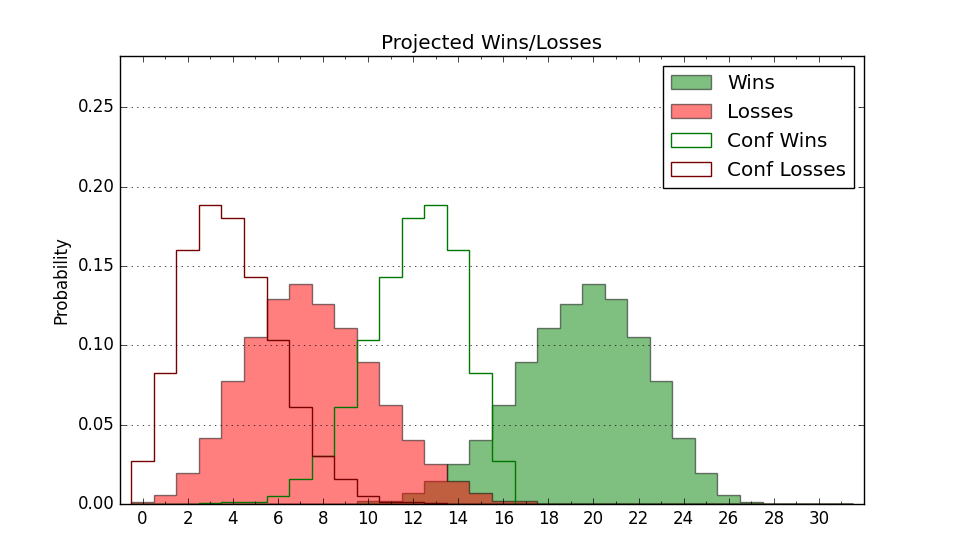 Projected Wins/Losses
Wins
Losses
Conf Wins
Conf Losses
Probability
0.25
0.20
0.15
0.10
0.05
0.00
0 2 4 6 8 10 12 14 16 18 20 22 24 26 28 30